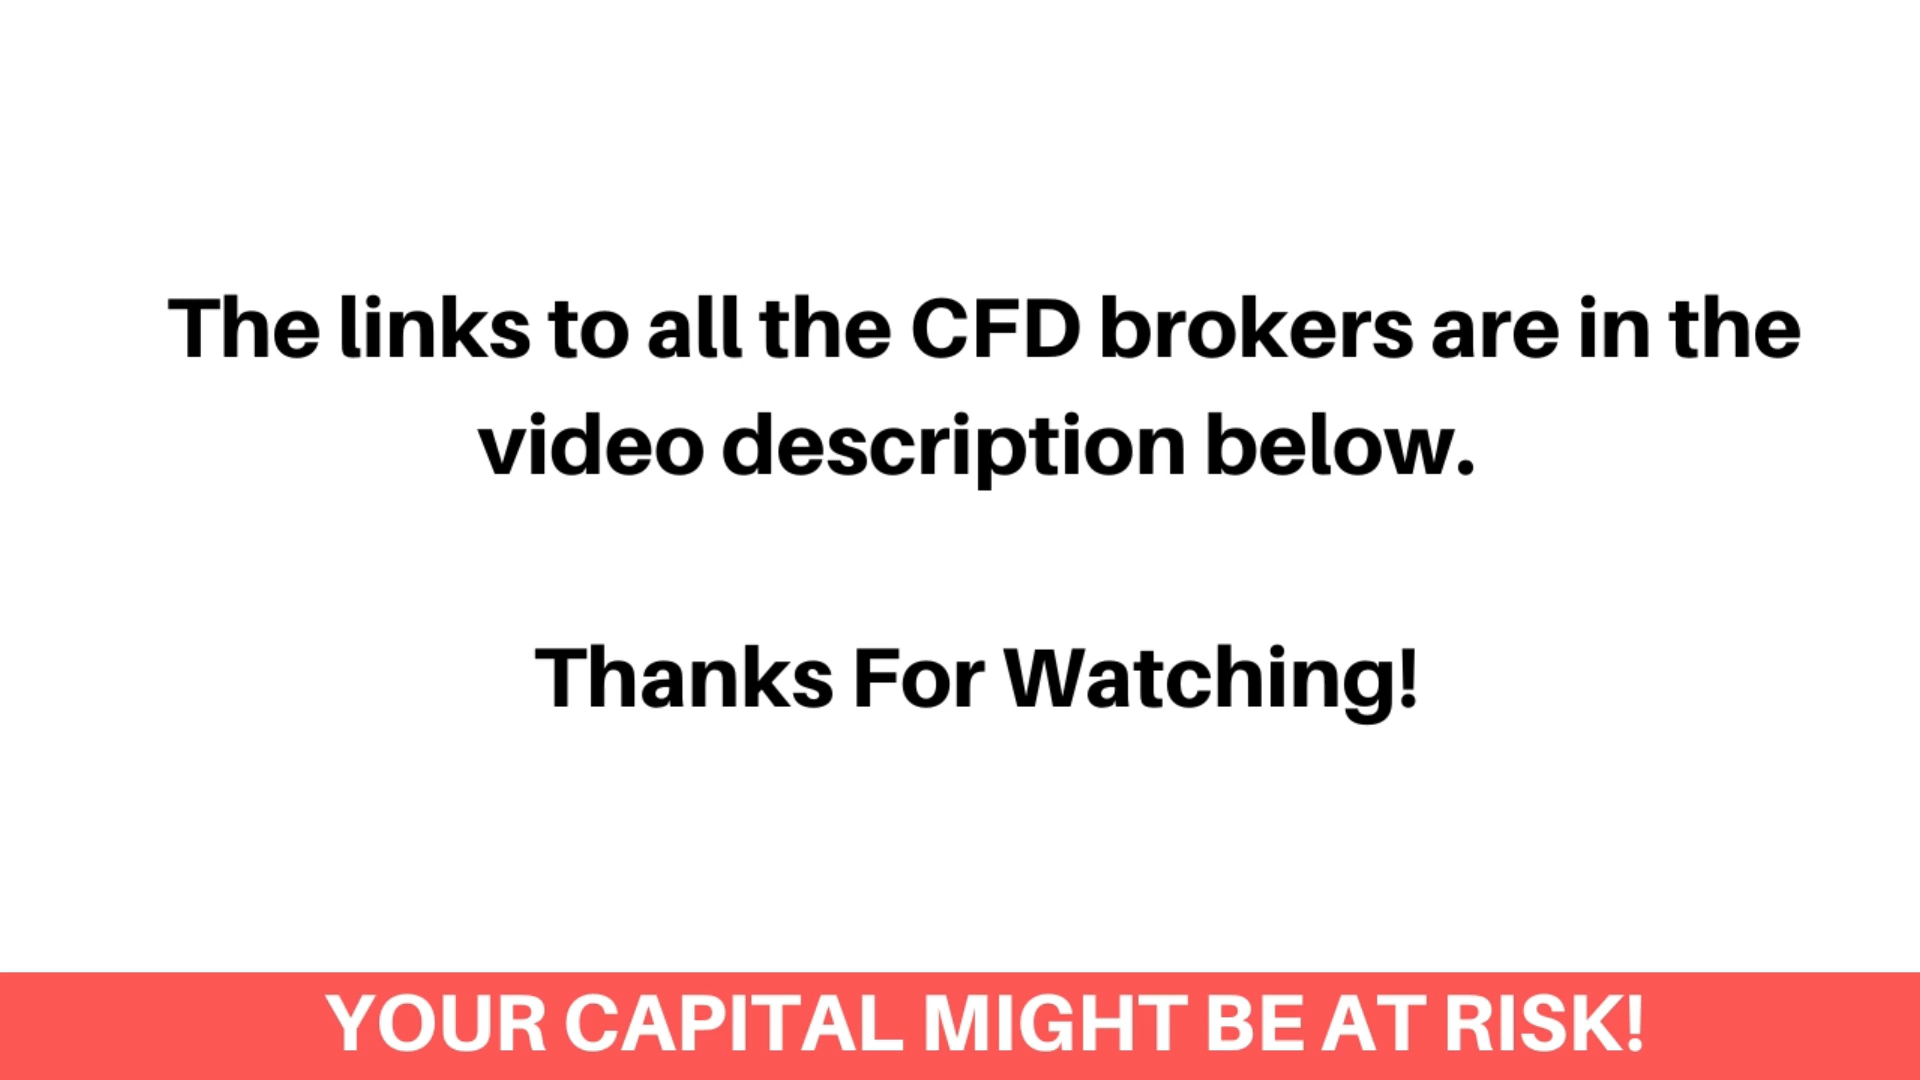 The links to all the CFD brokers are in the
video description below.
Thanks For Watching!
YOUR CAPITAL MIGHT BE AT RISK!